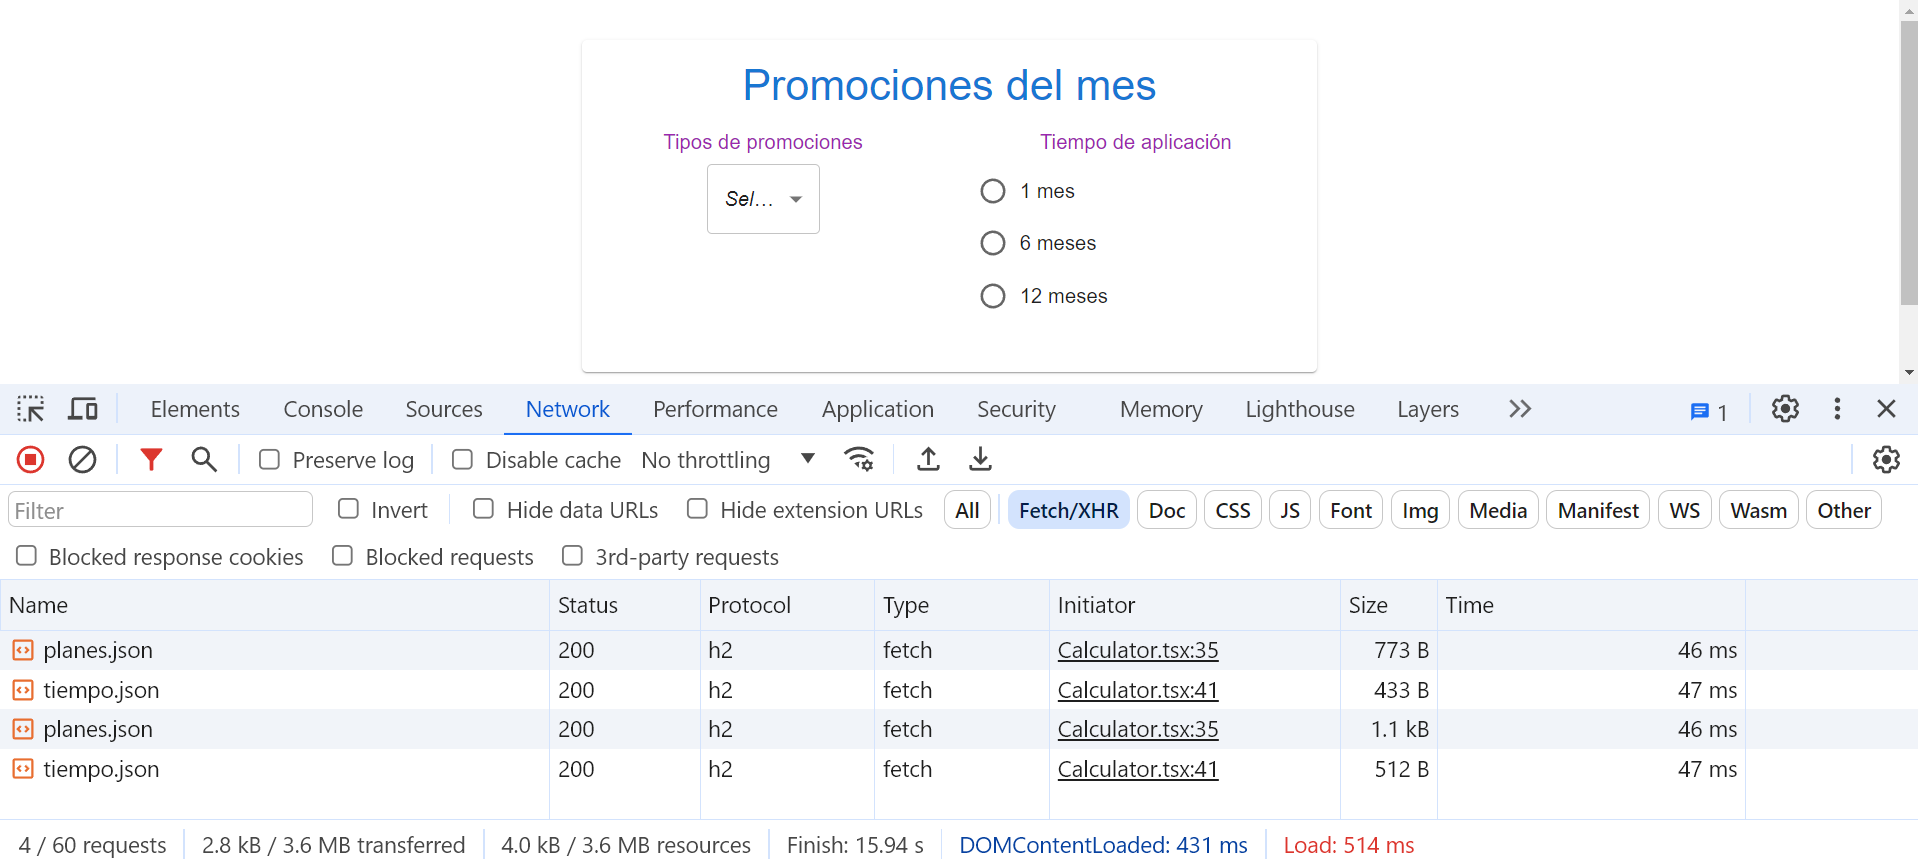 Promociones del mes
Tipos de promociones Tiempo de aplicación
Sel...
1 mes
6 meses
12 meses
Elements Console Sources Network Performance Application Security Memory Lighthouse Layers 1
Preserve log Disable cache No throttling
Filter Invert Hide data URLs Hide extension URLs All Fetch/XHR Doc CSS JS Font Img Media Manifest WS Wasm Other
Blocked response cookies Blocked requests 3rd-party requests
Name Status Protocol Type Initiator Size Time
planes.json 200 h2 fetch Calculator.tsx:35 773 B 46 ms
tiempo.json 200 h2 fetch Calculator.tsx:41 433 B 47 ms
planes.json 200 h2 fetch Calculator.tsx:35 1.1 kB 46 ms
tiempo.json 200 h2 fetch Calculator.tsx:41 512 B 47 ms
4 / 60 requests 2.8 kB / 3.6 MB transferred 4.0 kB / 3.6 MB resources Finish: 15.94 s DOMContentLoaded: 431 ms Load: 514 ms